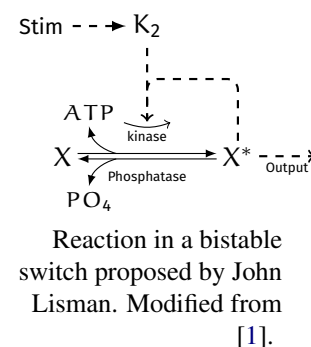 Stim K₂
ATP
kinase
X X*
Output
Phosphatase
PO₄
Reaction in a bistable
switch proposed by John
Lisman. Modified from
[1].